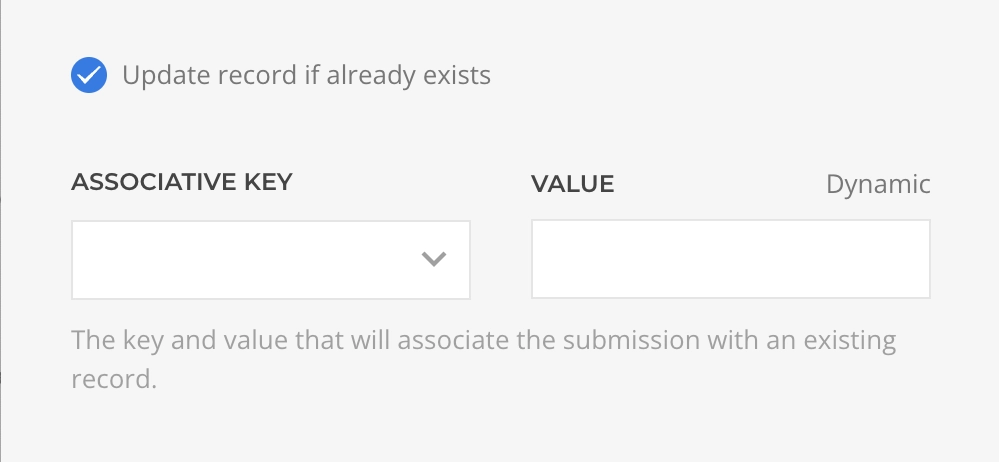 Update record if already exists
ASSOCIATIVE KEY
VALUE
Dynamic
The key and value that will associate the submission with an existing
record.